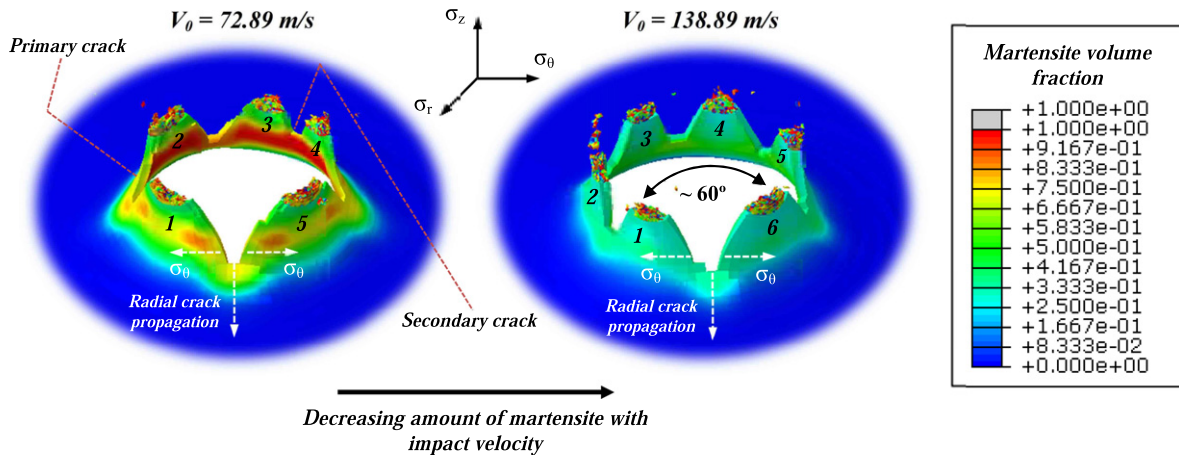 V₀ = 72.89 m/s
V₀ = 138.89 m/s
σz
σθ
σr
Primary crack
2
3
4
1
5
σθ
σθ
Radial crack
propagation
Secondary crack
3
4
5
2
~ 60º
1
6
σθ
σθ
Radial crack
propagation
Decreasing amount of martensite with
impact velocity
Martensite volume
fraction
+1.000e+00
+1.000e+00
+9.167e-01
+8.333e-01
+7.500e-01
+6.667e-01
+5.833e-01
+5.000e-01
+4.167e-01
+3.333e-01
+2.500e-01
+1.667e-01
+8.333e-02
+0.000e+00